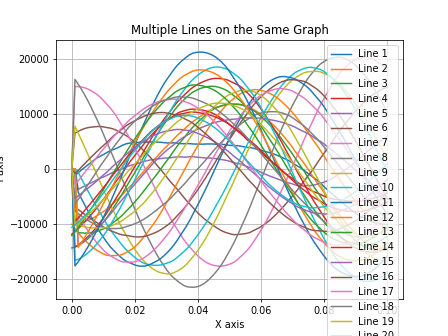 Multiple Lines on the Same Graph
20000
10000
0
−10000
−20000
0.00
0.02
0.04
0.06
0.08
X axis
Line 1
Line 2
Line 3
Line 4
Line 5
Line 6
Line 7
Line 8
Line 9
Line 10
Line 11
Line 12
Line 13
Line 14
Line 15
Line 16
Line 17
Line 18
Line 19
Line 20